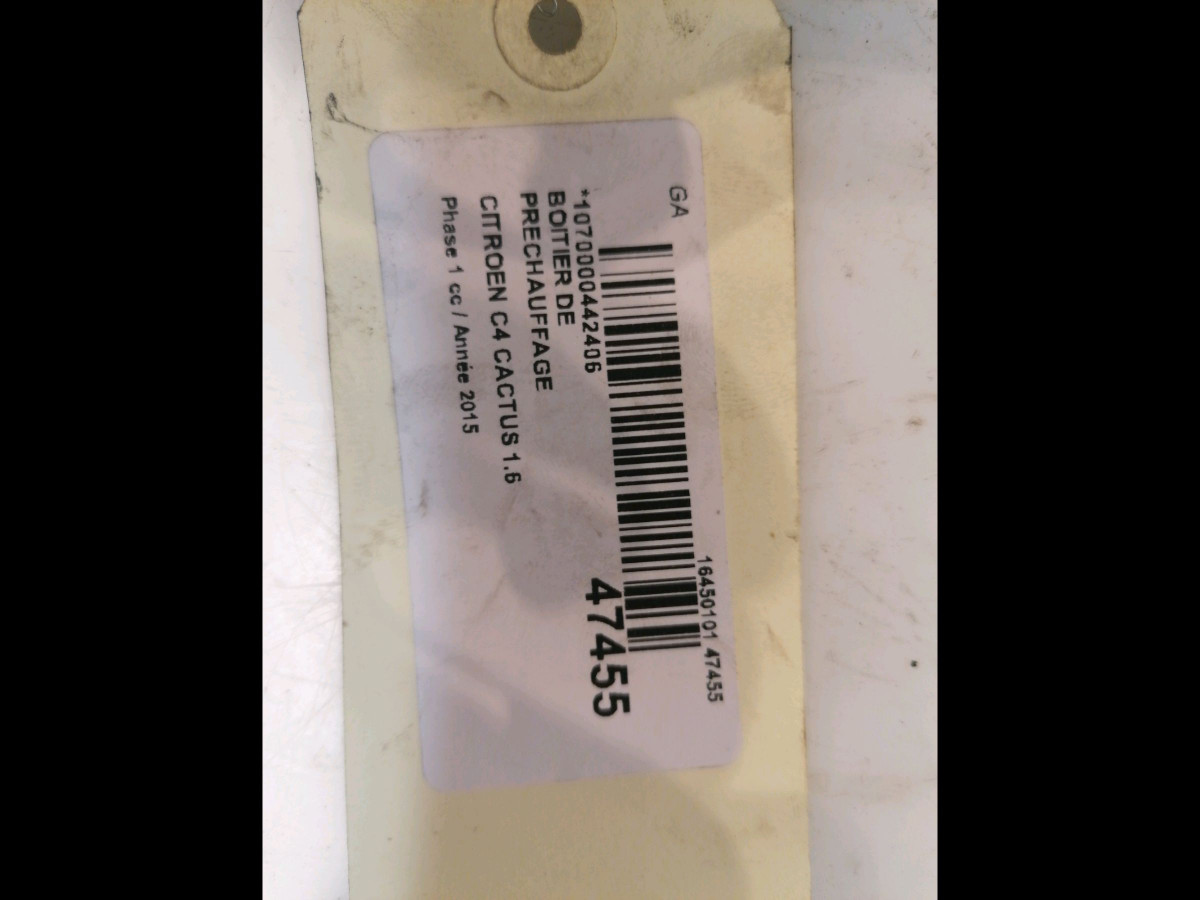 GA
16450101 47455
*1070000442406
47455
BOITIER DE
PRECHAUFFAGE
CITROEN C4 CACTUS 1.6
Phase 1 cc / Année 2015